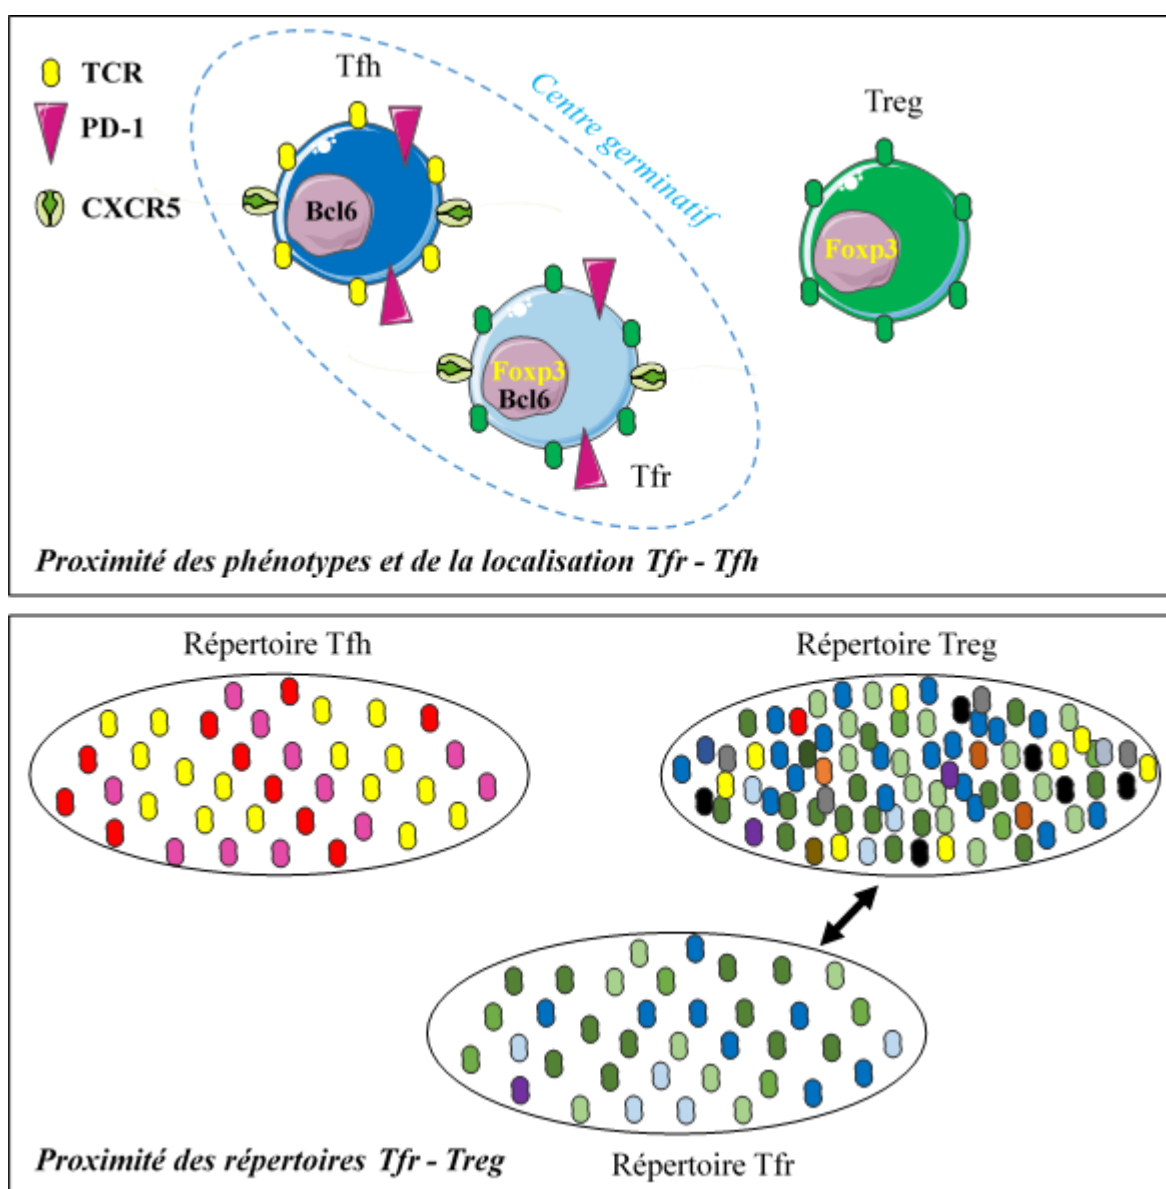 Tfh
TCR
PD-1
CXCR5
Centre germinatif
Treg
Bcl6
Foxp3
Foxp3
Bcl6
Tfr
Proximité des phénotypes et de la localisation Tfr - Tfh
Répertoire Tfh
Répertoire Treg
Proximité des répertoires Tfr - Treg
Répertoire Tfr